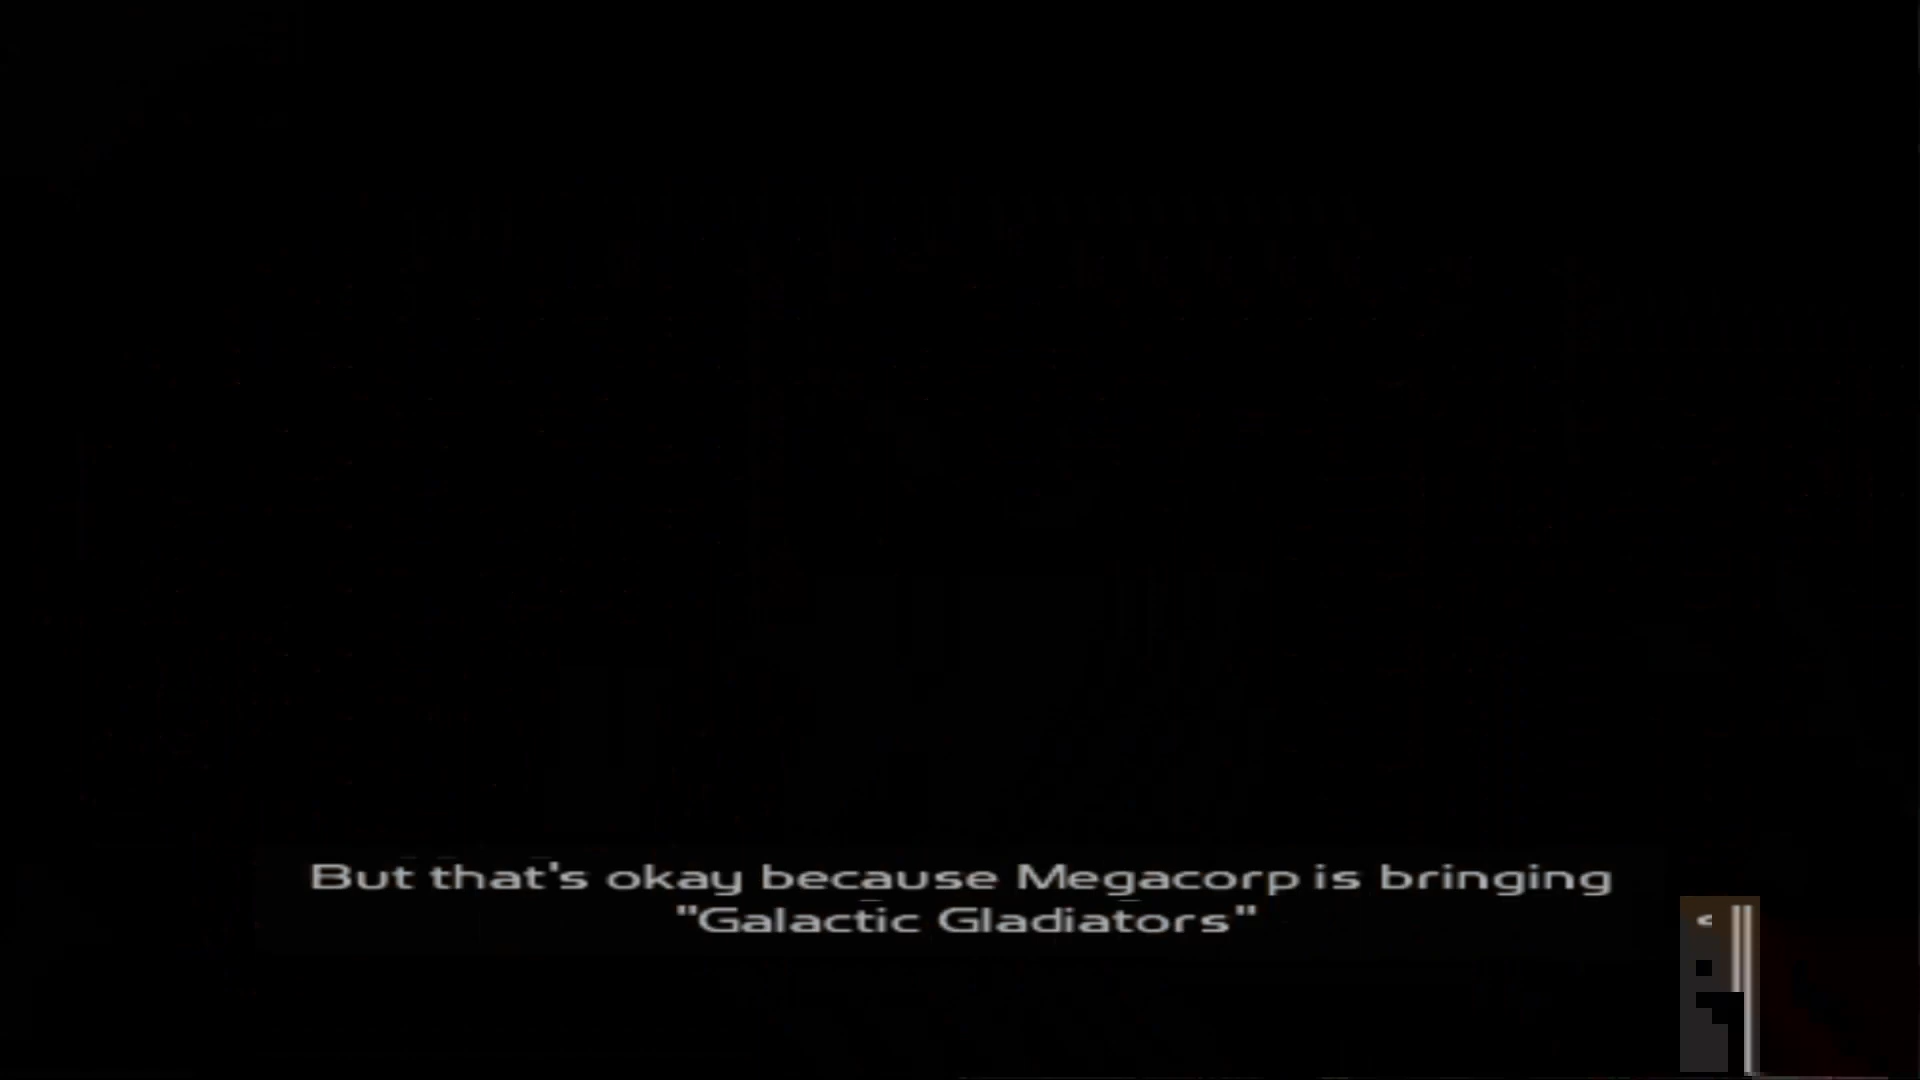 But that's okay because Megacorp is bringing
"Galactic Gladiators"